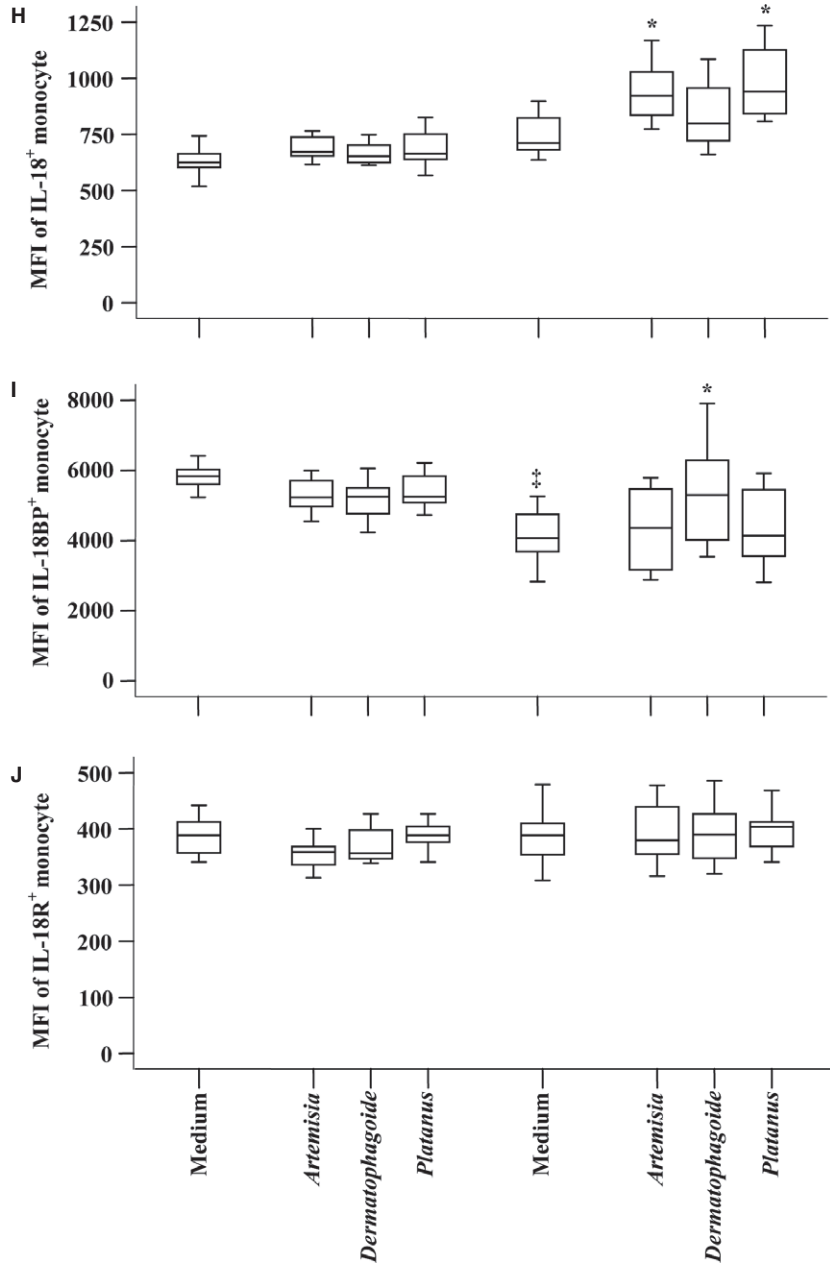 H
MFI of IL-18⁺ monocyte
1250
1000
750
500
250
0
*
*
I
MFI of IL-18BP⁺ monocyte
8000
6000
4000
2000
0
‡
*
J
MFI of IL-18R⁺ monocyte
500
400
300
200
100
0
Medium
Artemisia
Dermatophagoide
Platanus
Medium
Artemisia
Dermatophagoide
Platanus